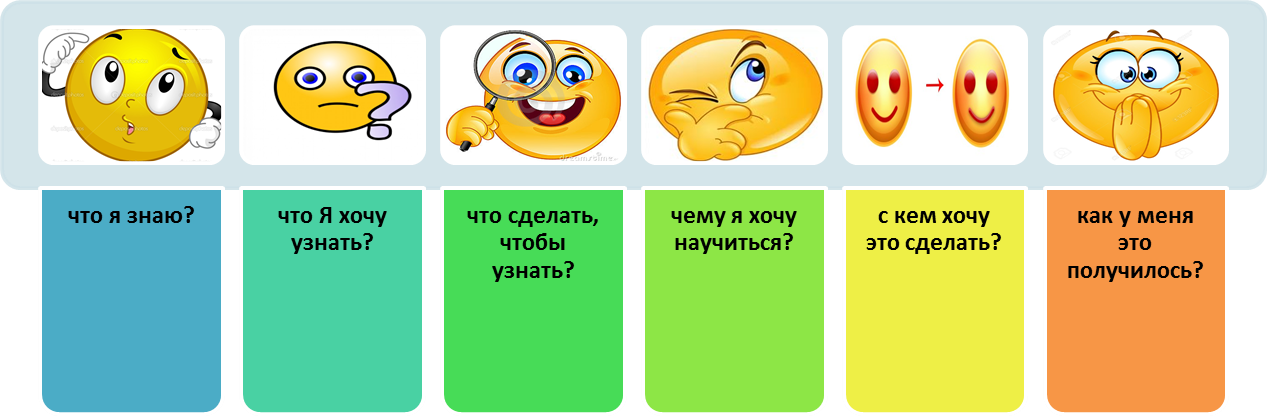 что я знаю?
что Я хочу
узнать?
что сделать,
чтобы
узнать?
чему я хочу
научиться?
с кем хочу
это сделать?
как у меня
это
получилось?